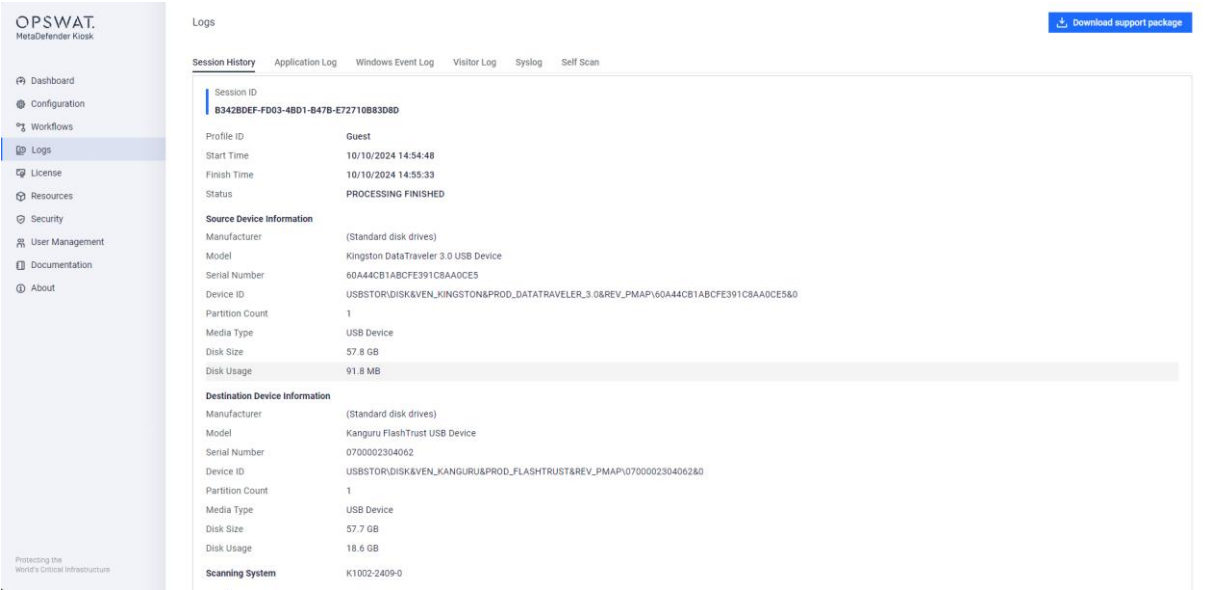 OPSWAT.
MetaDefender Kiosk
Dashboard
Configuration
Workflows
Logs
License
Resources
Security
User Management
Documentation
About
Protecting the
World's Critical Infrastructure
Logs
Download support package
Session History Application Log Windows Event Log Visitor Log Syslog Self Scan
Session ID
B342BDEF-FD03-4BD1-B47B-E72710B83D8D
Profile ID Guest
Start Time 10/10/2024 14:54:48
Finish Time 10/10/2024 14:55:33
Status PROCESSING FINISHED
Source Device Information
Manufacturer (Standard disk drives)
Model Kingston DataTraveler 3.0 USB Device
Serial Number 60A44CB1ABCFE391C8AA0CE5
Device ID USBSTOR\DISK&VEN_KINGSTON&PROD_DATATRAVELER_3.0&REV_PMAP\60A44CB1ABCFE391C8AA0CE5&0
Partition Count 1
Media Type USB Device
Disk Size 57.8 GB
Disk Usage 91.8 MB
Destination Device Information
Manufacturer (Standard disk drives)
Model Kanguru FlashTrust USB Device
Serial Number 0700002304062
Device ID USBSTOR\DISK&VEN_KANGURU&PROD_FLASHTRUST&REV_PMAP\0700002304062&0
Partition Count 1
Media Type USB Device
Disk Size 57.7 GB
Disk Usage 18.6 GB
Scanning System K1002-2409-0